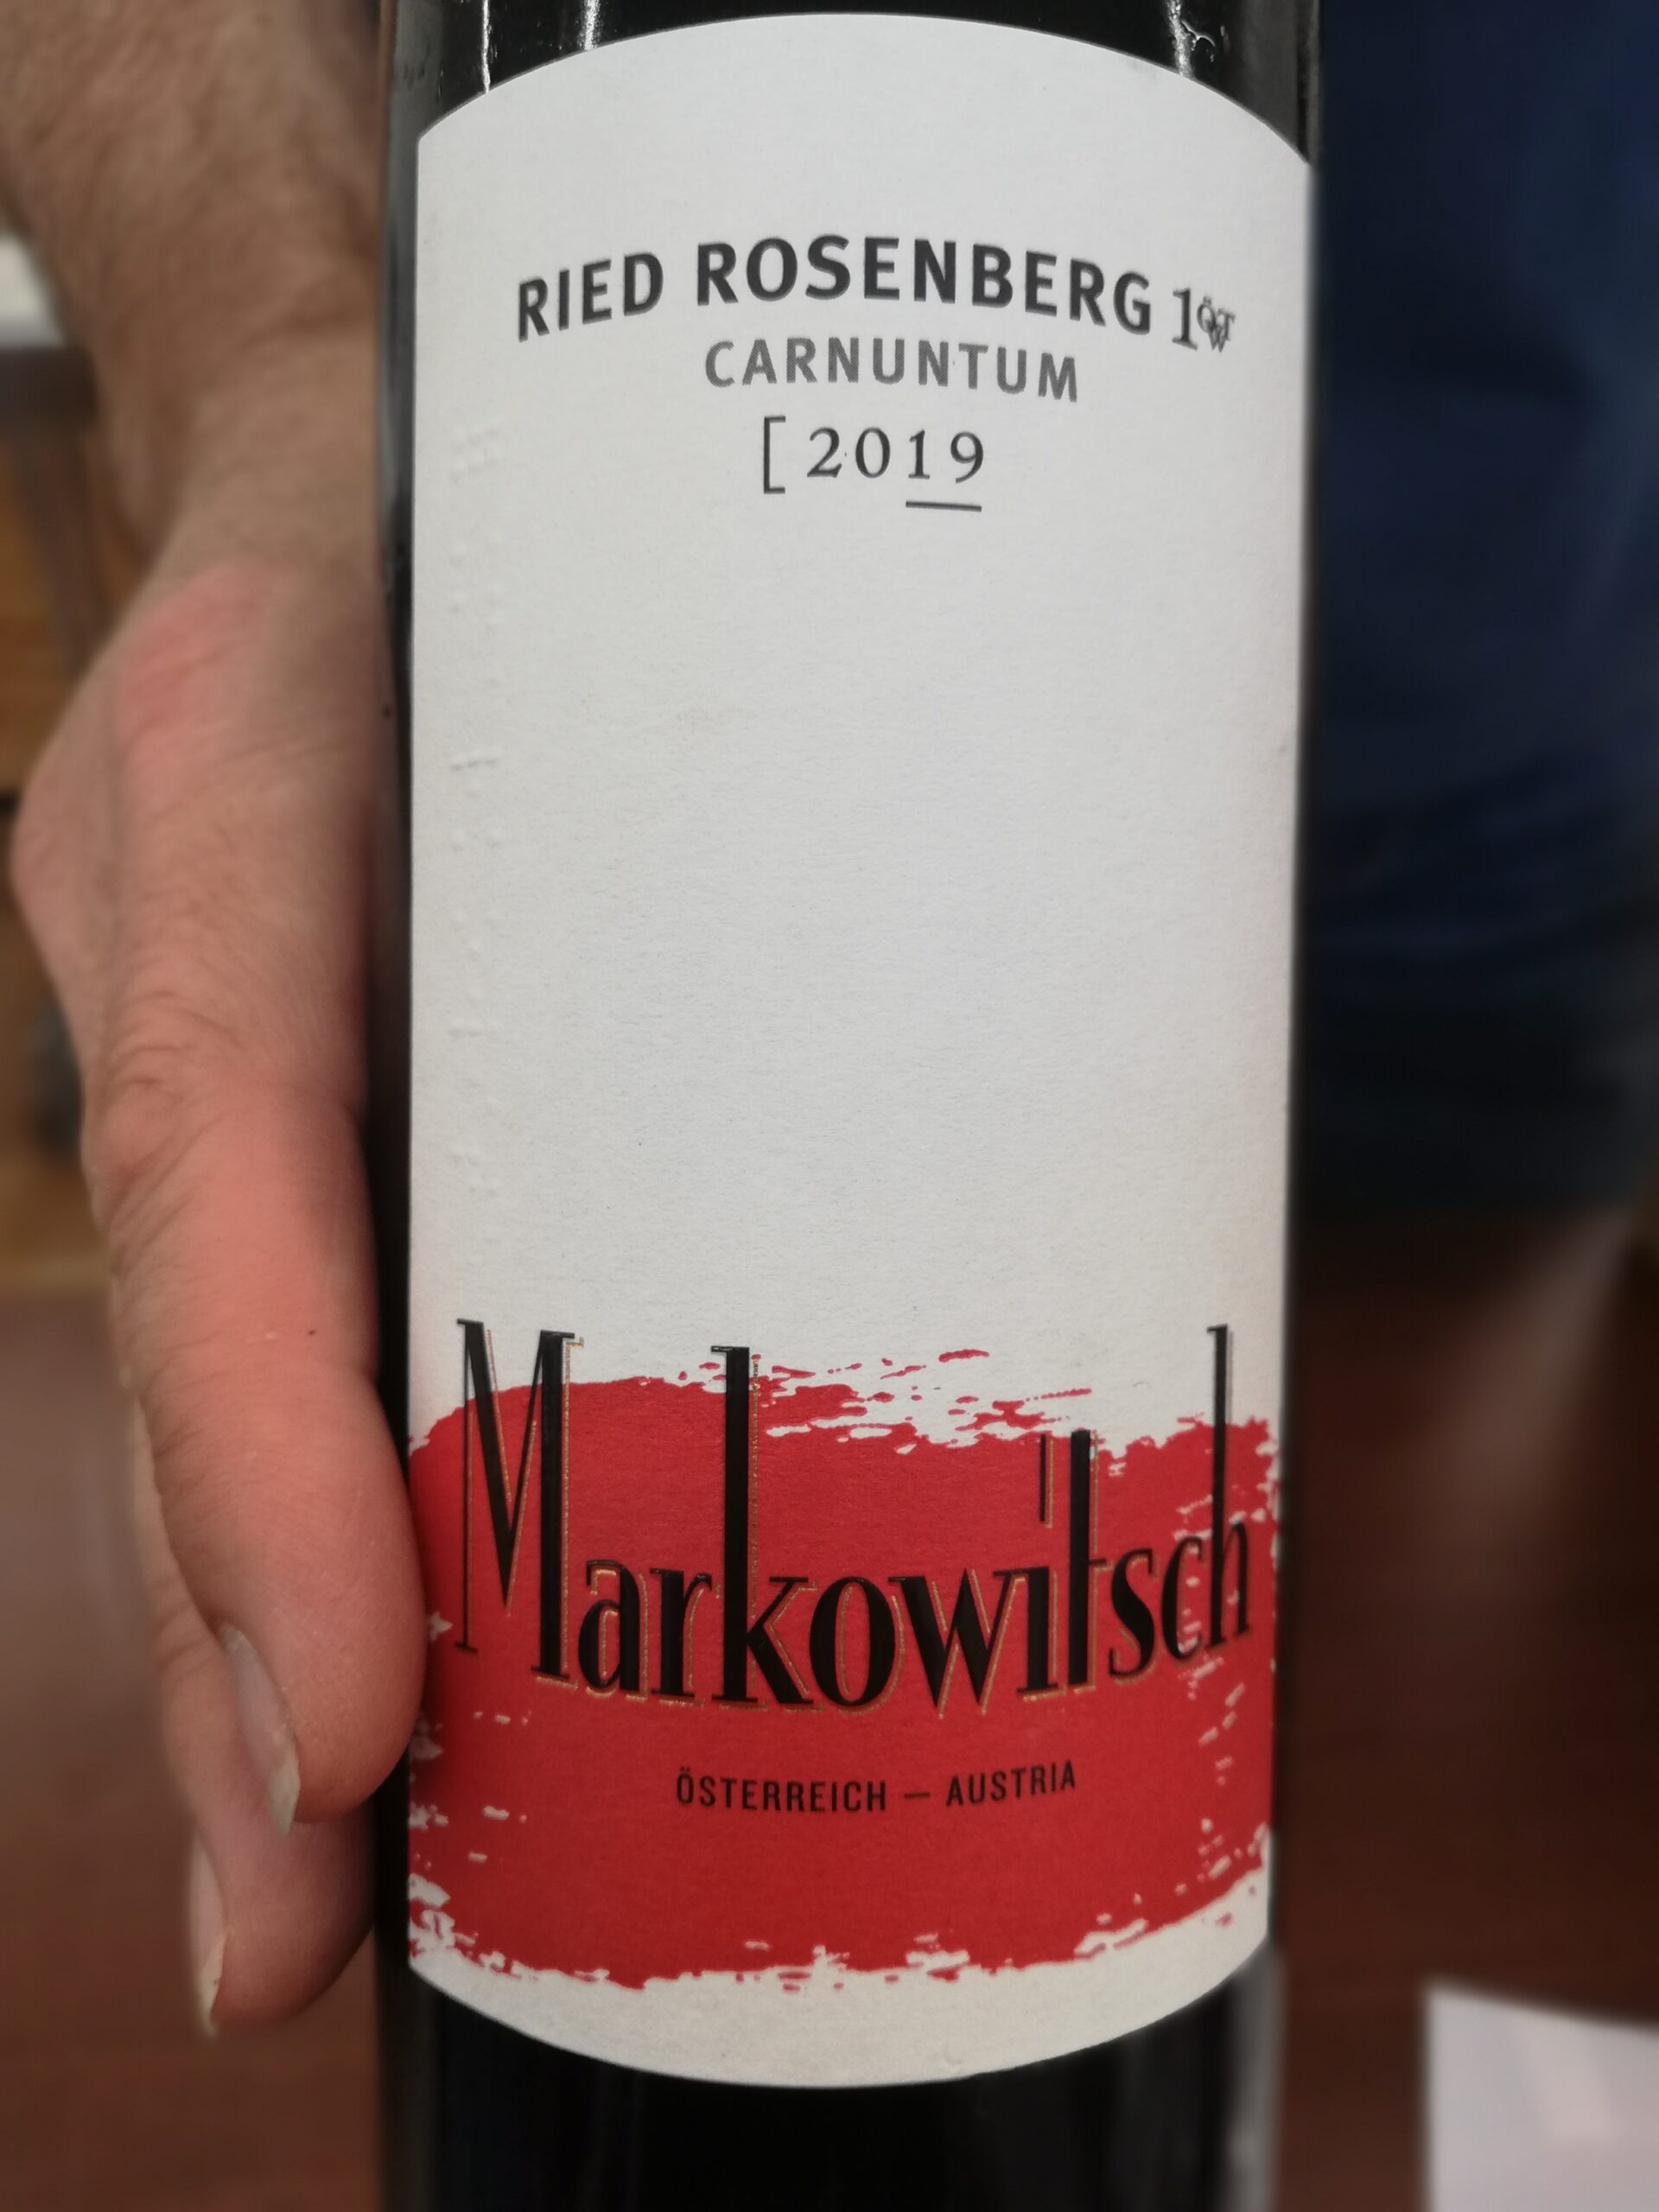 RIED ROSENBERG 1ÖTW
CARNUNTUM
[2019
Markowitsch
ÖSTERREICH – AUSTRIA